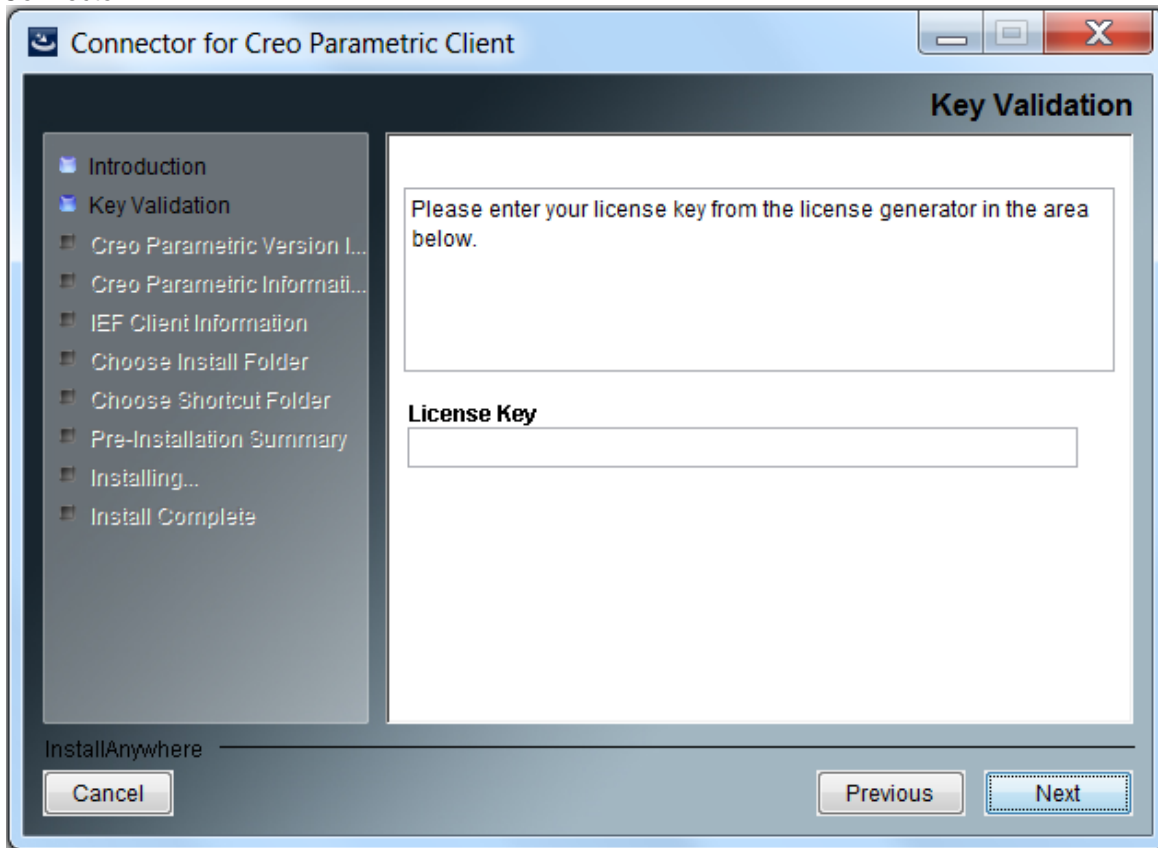 Connector for Creo Parametric Client
Key Validation
Introduction
Key Validation
Creo Parametric Version I...
Creo Parametric Informati...
IEF Client Information
Choose Install Folder
Choose Shortcut Folder
Pre-Installation Summary
Installing...
Install Complete
Please enter your license key from the license generator in the area
below.
License Key
InstallAnywhere
Cancel
Previous
Next